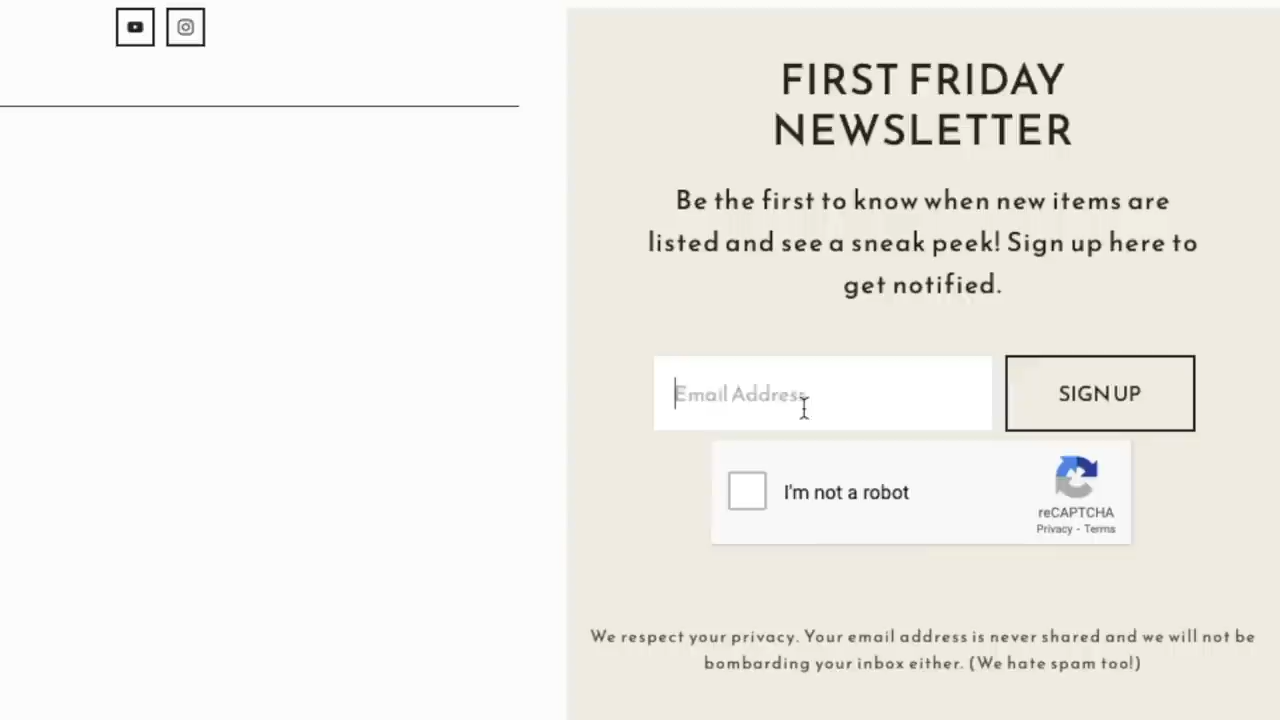 FIRST FRIDAY
NEWSLETTER
Be the first to know when new items are
listed and see a sneak peek! Sign up here to
get notified.
Email Address
SIGN UP
I'm not a robot
reCAPTCHA
Privacy - Terms
We respect your privacy. Your email address is never shared and we will not be
bombarding your inbox either. (We hate spam too!)